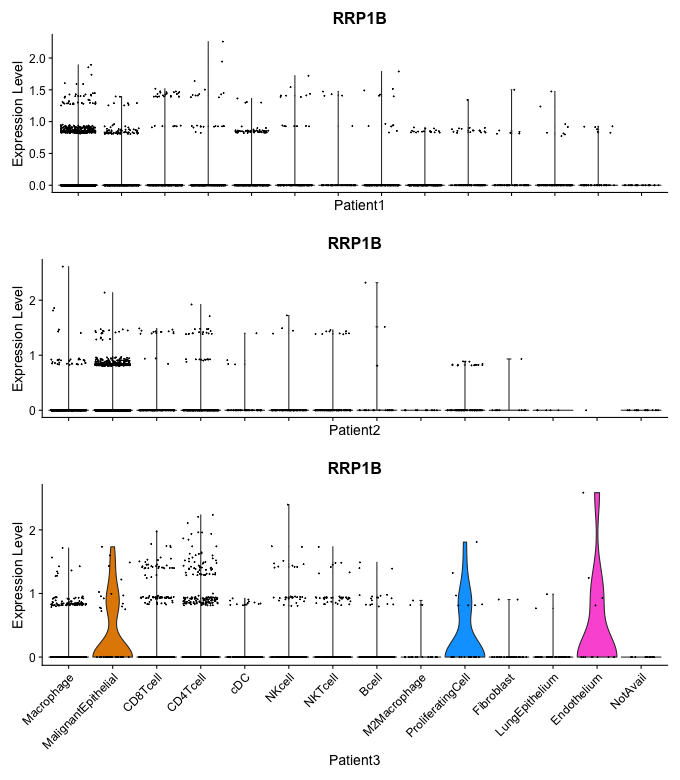 RRP1B
Expression Level
2.0
1.5
1.0
0.5
0.0
Patient1
RRP1B
Expression Level
2
1
0
Patient2
RRP1B
Expression Level
2
1
0
Macrophage
MalignantEpithelial
CD8Tcell
CD4Tcell
cDC
NKcell
NKTcell
Bcell
M2Macrophage
ProliferatingCell
Fibroblast
LungEpithelium
Endothelium
NotAvail
Patient3